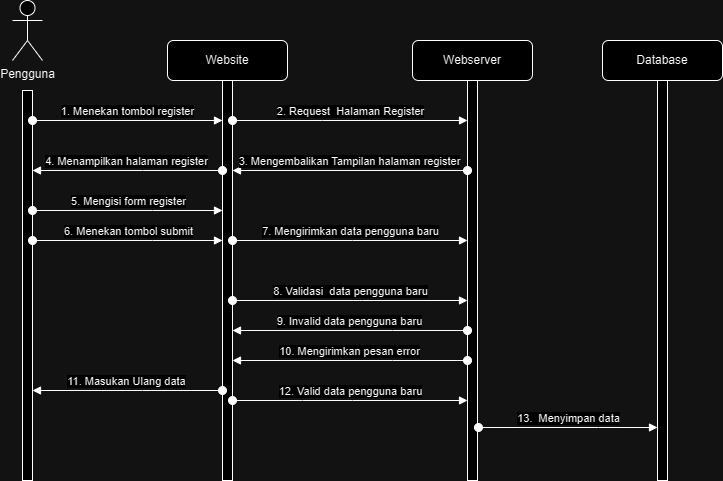 Pengguna
Website
Webserver
Database
1. Menekan tombol register
2. Request  Halaman Register
4. Menampilkan halaman register
3. Mengembalikan Tampilan halaman register
5. Mengisi form register
6. Menekan tombol submit
7. Mengirimkan data pengguna baru
8. Validasi  data pengguna baru
9. Invalid data pengguna baru
10. Mengirimkan pesan error
11. Masukan Ulang data
12. Valid data pengguna baru
13.  Menyimpan data